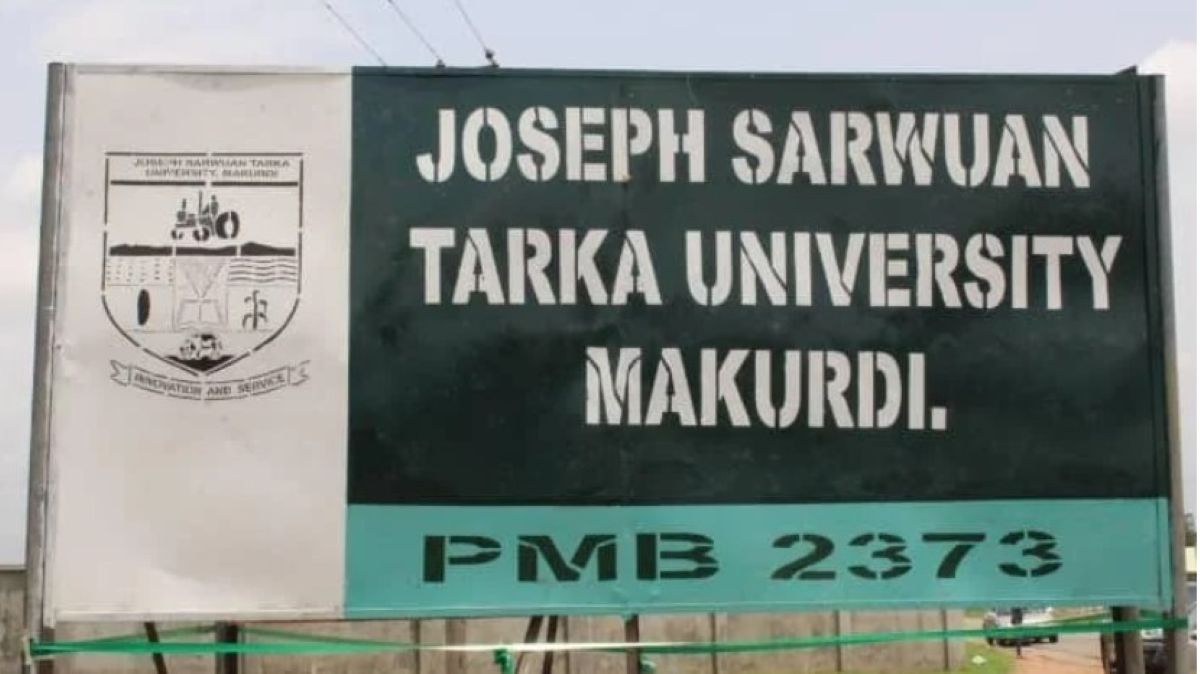 JOSEPH SARWUAN TARKA
UNIVERSITY, MAKURDI
INNOVATION AND SERVICE
JOSEPH SARWUAN
TARKA UNIVERSITY
MAKURDI.
PMB 2373